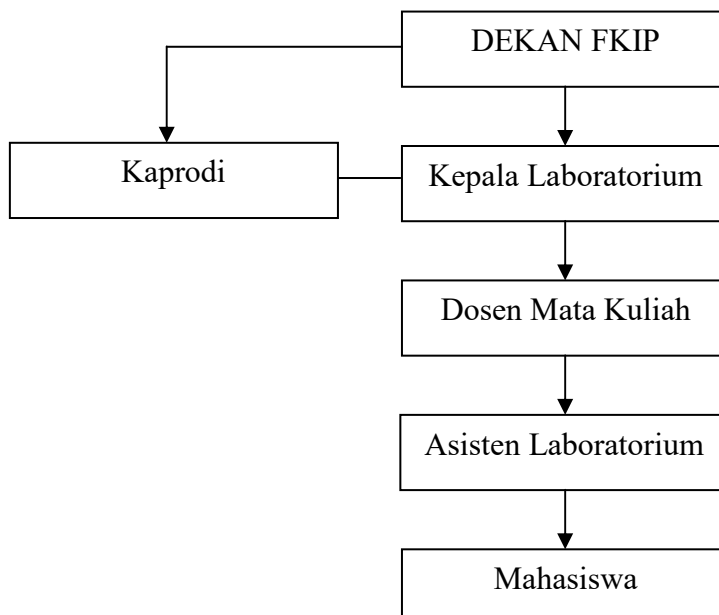 DEKAN FKIP
Kaprodi
Kepala Laboratorium
Dosen Mata Kuliah
Asisten Laboratorium
Mahasiswa